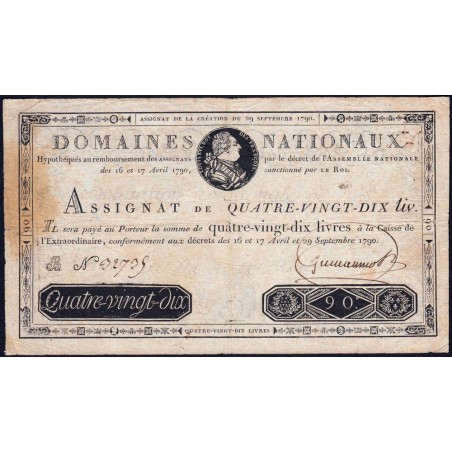 ASSIGNAT DE LA CRÉATION DU 29 SEPTEMBRE 1790.
DOMAINES NATIONAUX
Hypothéqués au remboursement des ASSIGNATS par le décret de l'ASSEMBLÉE NATIONALE
des 16 et 17 Avril 1790, sanctionné par LE ROI.
ASSIGNAT DE QUATRE-VINGT-DIX liv.
IL sera payé au Porteur la somme de quatre-vingt-dix livres à la Caisse de
l'Extraordinaire, conformément aux décrets des 16 et 17 Avril et 29 Septembre 1790.
90
90
N° 32735
Quatre-vingt-dix
90.
QUATRE-VINGT-DIX LIVRES